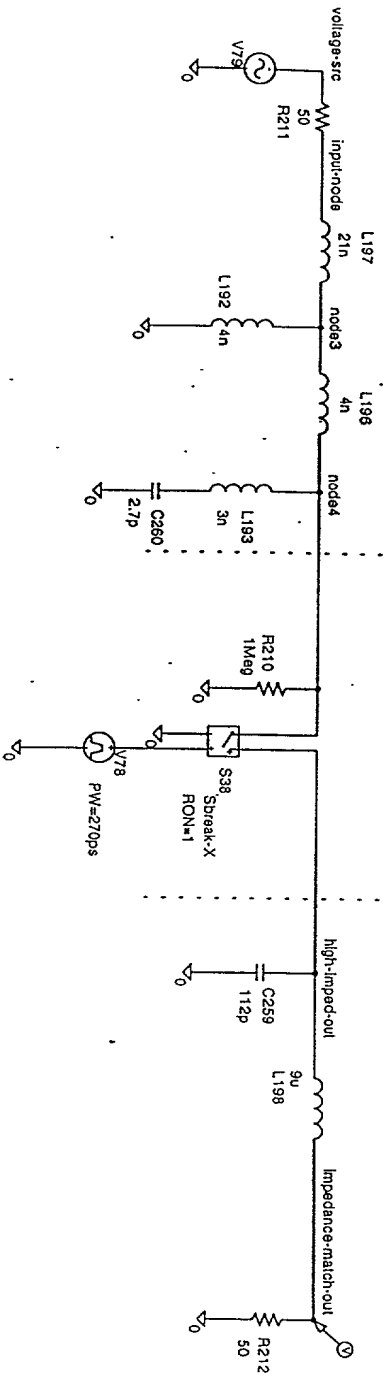 voltage-src
V79
0
50
R211
input-node
L197
21n
L192
4n
0
node3
L196
4n
node4
L193
3n
C260
2.7p
0
R210
1Meg
0
S38
Sbreak-X
RON=1
0
V78
PW=270ps
0
high-imped-out
C259
112p
0
9u
L198
Impedance-match-out
V
R212
50
0